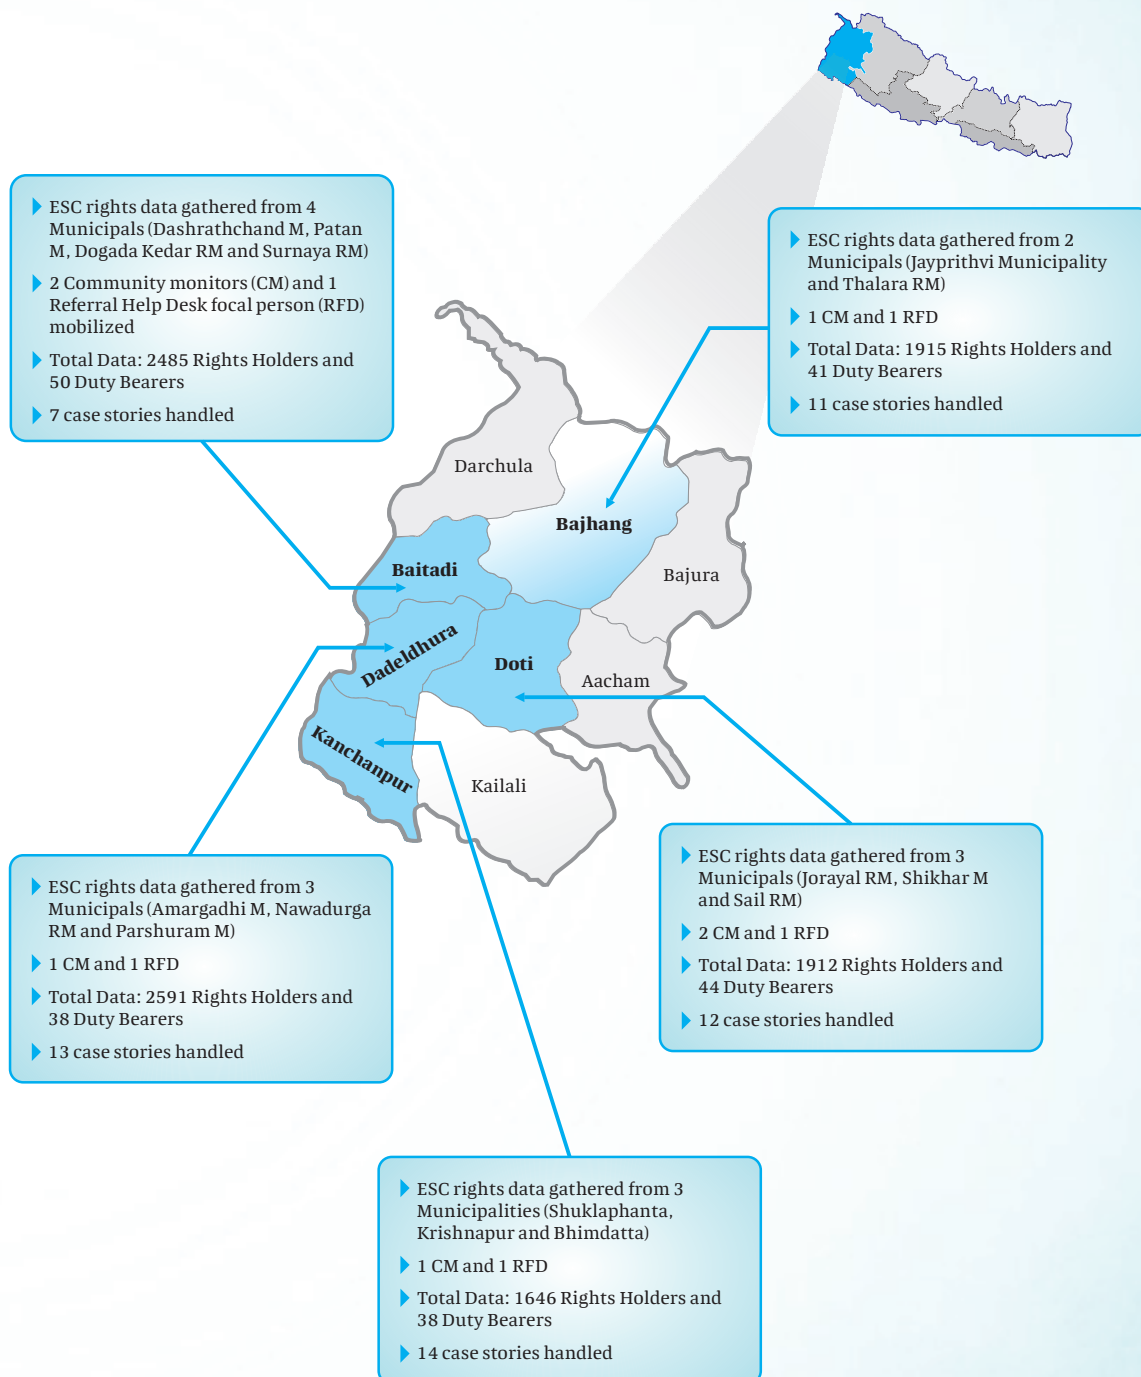 ESC rights data gathered from 4
Municipals (Dashrathchand M, Patan
M, Dogada Kedar RM and Surnaya RM)
2 Community monitors (CM) and 1
Referral Help Desk focal person (RFD)
mobilized
Total Data: 2485 Rights Holders and
50 Duty Bearers
7 case stories handled
ESC rights data gathered from 2
Municipals (Jayprithvi Municipality
and Thalara RM)
1 CM and 1 RFD
Total Data: 1915 Rights Holders and
41 Duty Bearers
11 case stories handled
Darchula
Bajhang
Baitadi
Bajura
Dadeldhura
Doti
Aacham
Kanchanpur
Kailali
ESC rights data gathered from 3
Municipals (Amargadhi M, Nawadurga
RM and Parshuram M)
1 CM and 1 RFD
Total Data: 2591 Rights Holders and
38 Duty Bearers
13 case stories handled
ESC rights data gathered from 3
Municipals (Jorayal RM, Shikhar M
and Sail RM)
2 CM and 1 RFD
Total Data: 1912 Rights Holders and
44 Duty Bearers
12 case stories handled
ESC rights data gathered from 3
Municipalities (Shuklaphanta,
Krishnapur and Bhimdatta)
1 CM and 1 RFD
Total Data: 1646 Rights Holders and
38 Duty Bearers
14 case stories handled